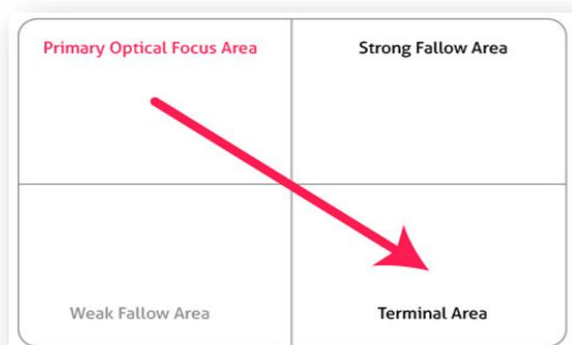 Primary Optical Focus Area
Strong Fallow Area
Weak Fallow Area
Terminal Area